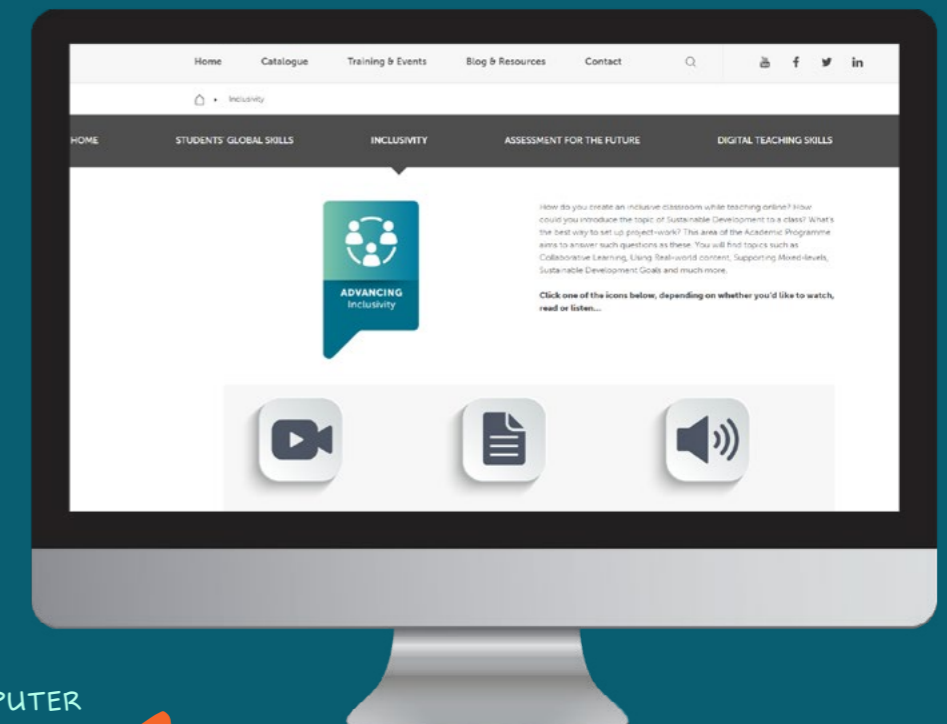 Home Catalogue Training & Events Blog & Resources Contact
Inclusivity
HOME STUDENTS' GLOBAL SKILLS INCLUSIVITY ASSESSMENT FOR THE FUTURE DIGITAL TEACHING SKILLS
ADVANCING
Inclusivity
How do you create an inclusive classroom while teaching online? How
could you introduce the topic of Sustainable Development to a class? What's
the best way to set up project-work? This area of the Academic Programme
aims to answer such questions as these. You will find topics such as
Collaborative Learning, Using Real-world content, Supporting Mixed-levels,
Sustainable Development Goals and much more.
Click one of the icons below, depending on whether you'd like to watch,
read or listen...